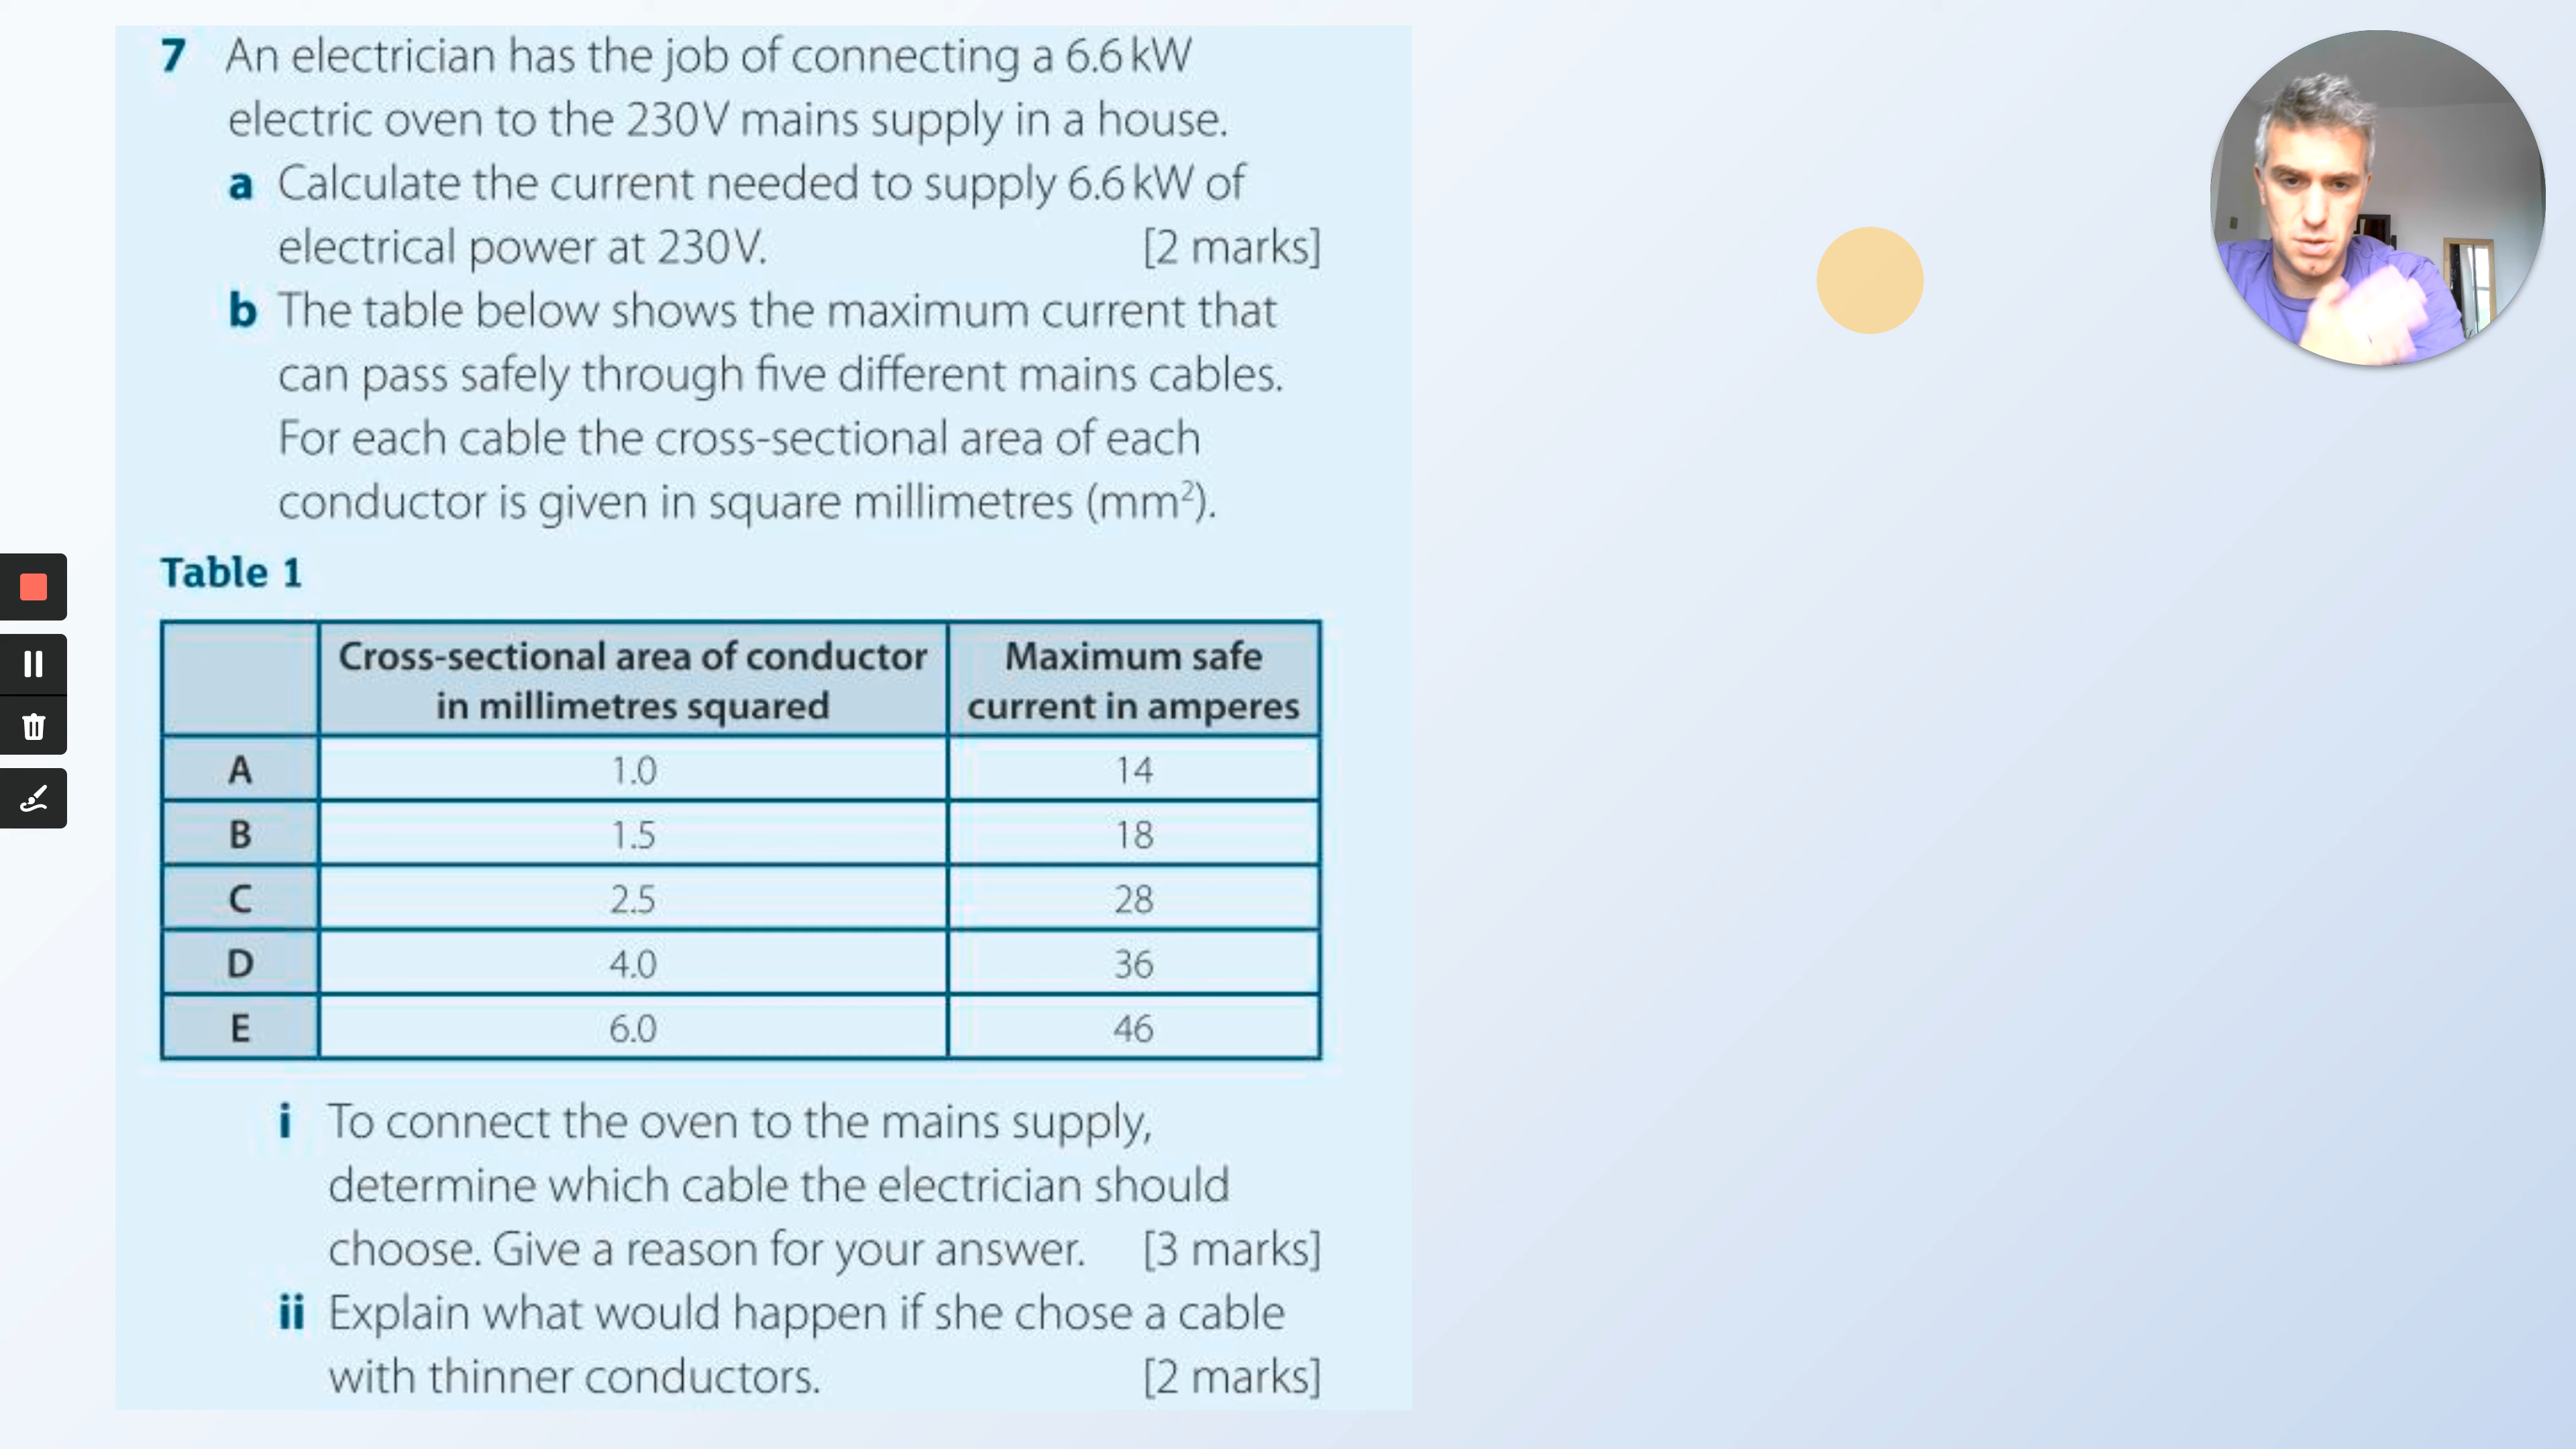 7 An electrician has the job of connecting a 6.6 kW
electric oven to the 230 V mains supply in a house.
a Calculate the current needed to supply 6.6 kW of
electrical power at 230 V. [2 marks]
b The table below shows the maximum current that
can pass safely through five different mains cables.
For each cable the cross-sectional area of each
conductor is given in square millimetres (mm²).
Table 1
Cross-sectional area of conductor
in millimetres squared
Maximum safe
current in amperes
A 1.0 14
B 1.5 18
C 2.5 28
D 4.0 36
E 6.0 46
i To connect the oven to the mains supply,
determine which cable the electrician should
choose. Give a reason for your answer. [3 marks]
ii Explain what would happen if she chose a cable
with thinner conductors. [2 marks]